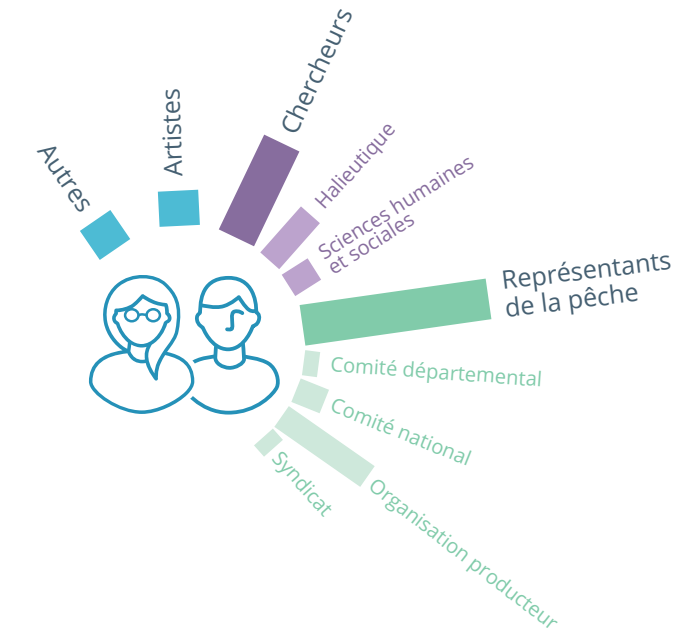 Autres
Artistes
Chercheurs
Halieutique
Sciences humaines
et sociales
Représentants
de la pêche
Comité départemental
Comité national
Organisation producteur
Syndicat